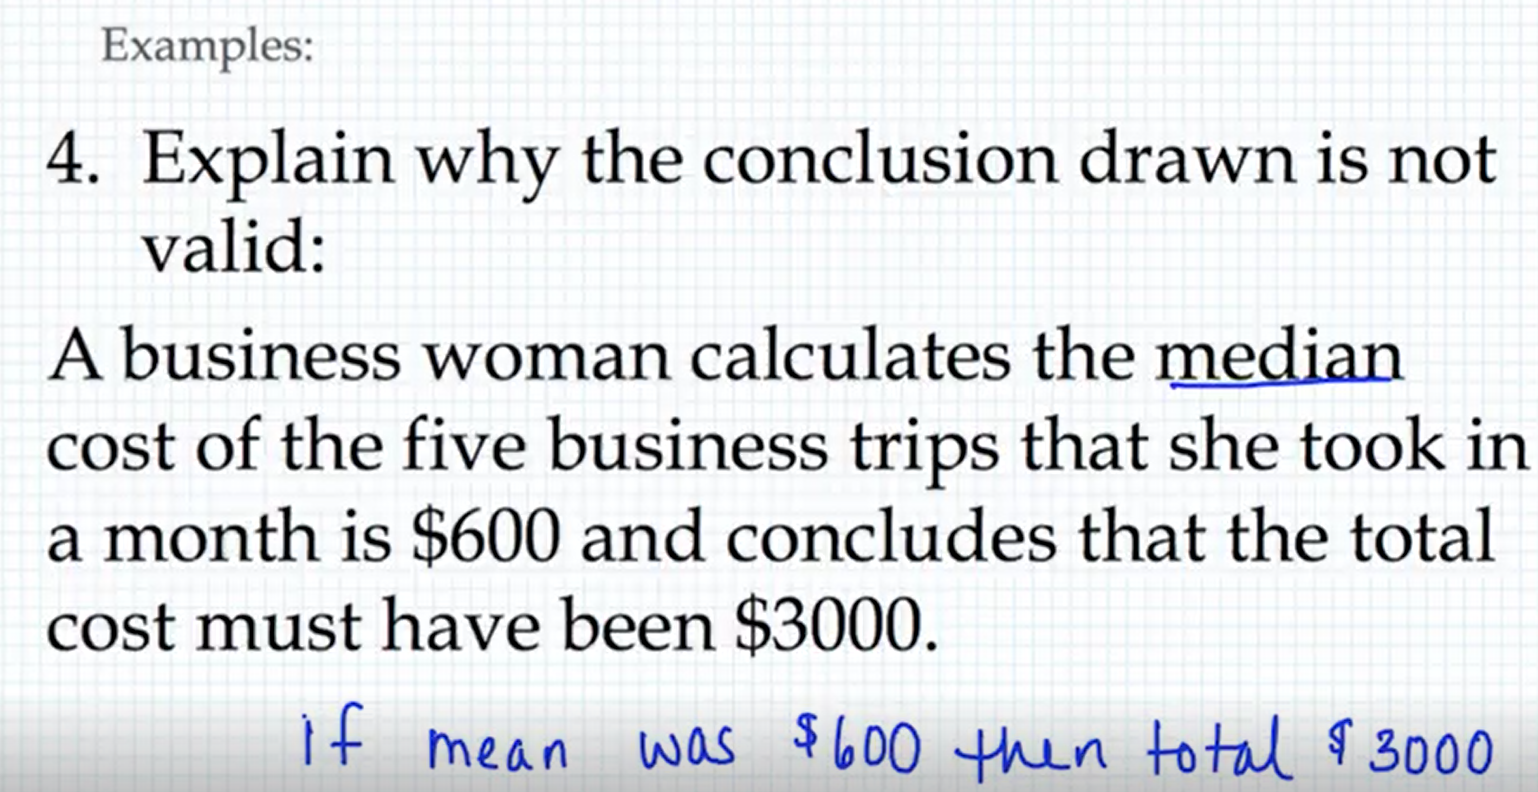 Examples:
4. Explain why the conclusion drawn is not
valid:
A business woman calculates the median
cost of the five business trips that she took in
a month is $600 and concludes that the total
cost must have been $3000.
if mean was $600 then total $3000